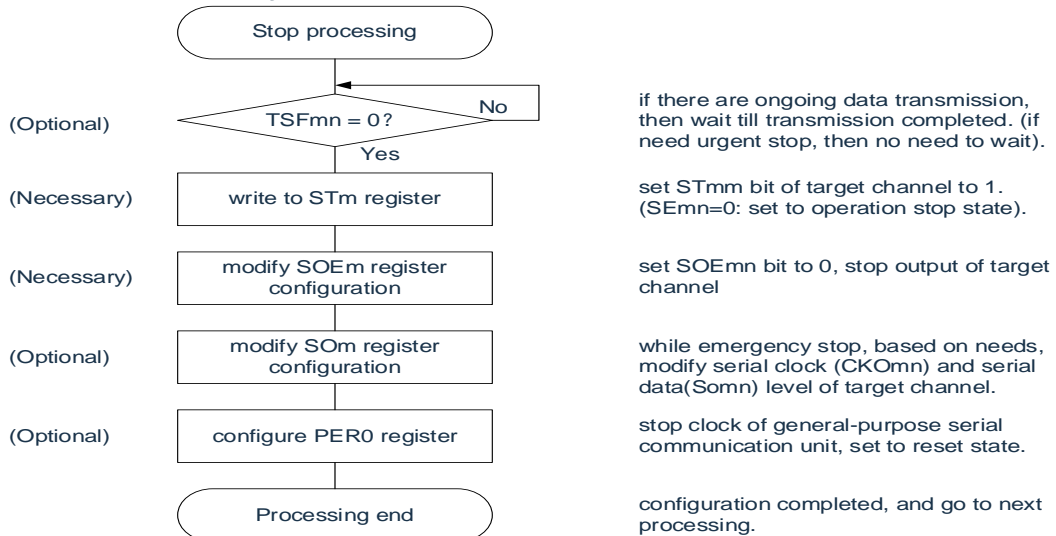 Stop processing
(Optional)
TSFmn = 0?
No
Yes
if there are ongoing data transmission,
then wait till transmission completed. (if
need urgent stop, then no need to wait).
(Necessary)
write to STm register
set STmm bit of target channel to 1.
(SEmn=0: set to operation stop state).
(Necessary)
modify SOEm register
configuration
set SOEmn bit to 0, stop output of target
channel
(Optional)
modify SOm register
configuration
while emergency stop, based on needs,
modify serial clock (CKOmn) and serial
data(Somn) level of target channel.
(Optional)
configure PER0 register
stop clock of general-purpose serial
communication unit, set to reset state.
Processing end
configuration completed, and go to next
processing.